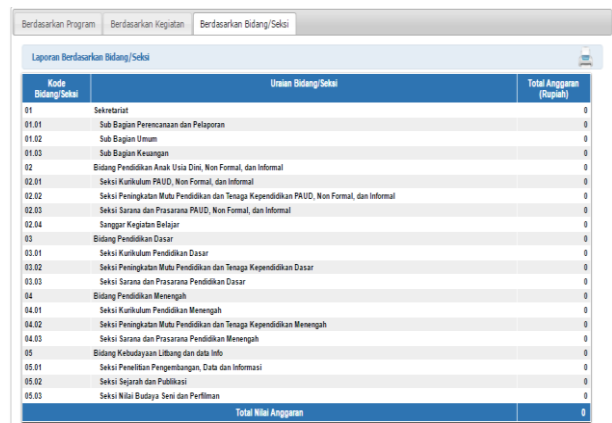 Berdasarkan Program Berdasarkan Kegiatan Berdasarkan Bidang/Seksi
Laporan Berdasarkan Bidang/Seksi
Kode Bidang/Seksi Uraian Bidang/Seksi Total Anggaran (Rupiah)
01 Sekretariat 0
01.01 Sub Bagian Perencanaan dan Pelaporan 0
01.02 Sub Bagian Umum 0
01.03 Sub Bagian Keuangan 0
02 Bidang Pendidikan Anak Usia Dini, Non Formal, dan Informal 0
02.01 Seksi Kurikulum PAUD, Non Formal, dan Informal 0
02.02 Seksi Peningkatan Mutu Pendidikan dan Tenaga Kependidikan PAUD, Non Formal, dan Informal 0
02.03 Seksi Sarana dan Prasarana PAUD, Non Formal, dan Informal 0
02.04 Sanggar Kegiatan Belajar 0
03 Bidang Pendidikan Dasar 0
03.01 Seksi Kurikulum Pendidikan Dasar 0
03.02 Seksi Peningkatan Mutu Pendidikan dan Tenaga Kependidikan Dasar 0
03.03 Seksi Sarana dan Prasarana Pendidikan Dasar 0
04 Bidang Pendidikan Menengah 0
04.01 Seksi Kurikulum Pendidikan Menengah 0
04.02 Seksi Peningkatan Mutu Pendidikan dan Tenaga Kependidikan Menengah 0
04.03 Seksi Sarana dan Prasarana Pendidikan Menengah 0
05 Bidang Kebudayaan Litbang dan data Info 0
05.01 Seksi Penelitian Pengembangan, Data dan Informasi 0
05.02 Seksi Sejarah dan Publikasi 0
05.03 Seksi Nilai Budaya Seni dan Perfilman 0
Total Nilai Anggaran 0